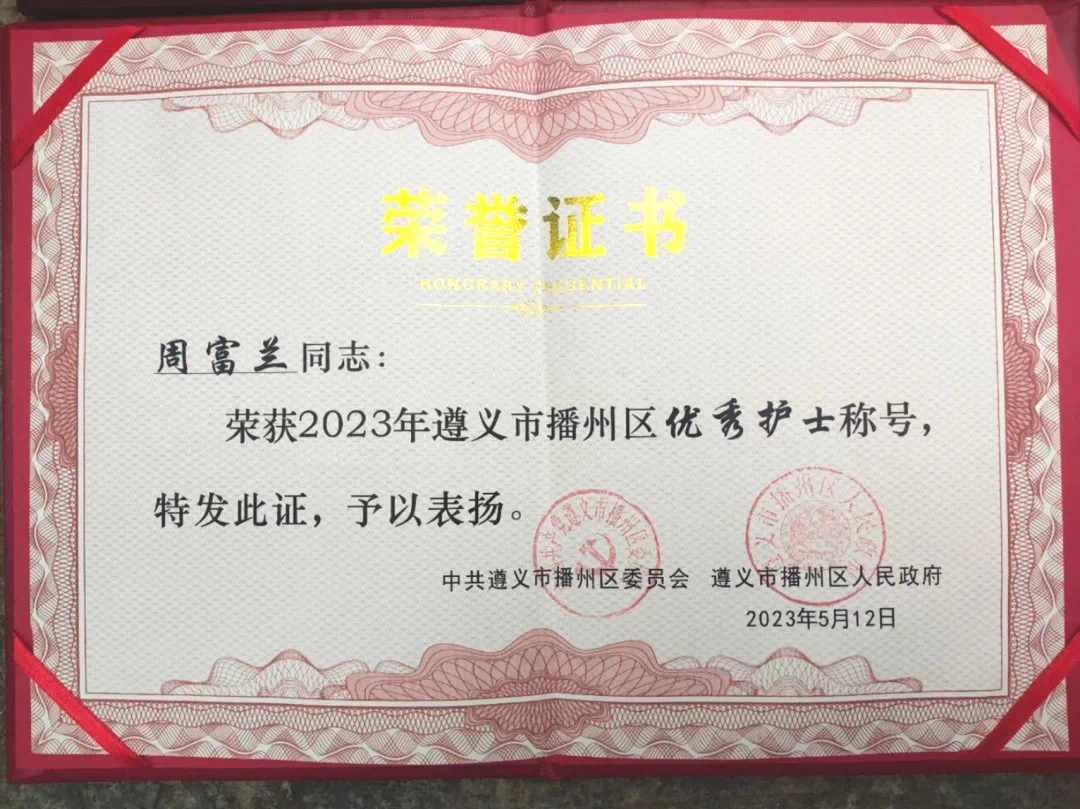 荣誉证书
HONORARY CREDENTIAL
周富兰同志：
荣获2023年遵义市播州区优秀护士称号，
特发此证，予以表扬。
中共遵义市播州区委员会 遵义市播州区人民政府
2023年5月12日